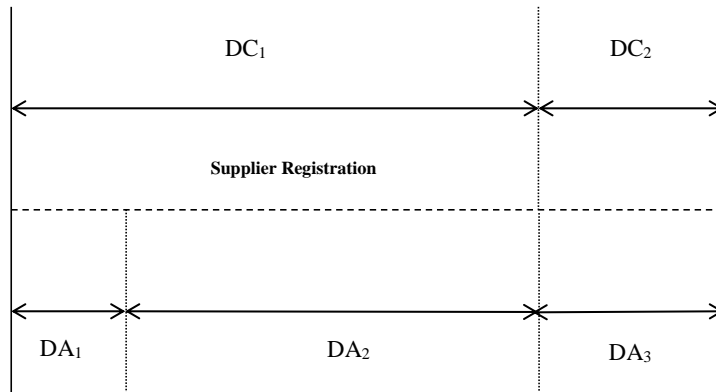 DC₁ DC₂
Supplier Registration
DA₁ DA₂ DA₃